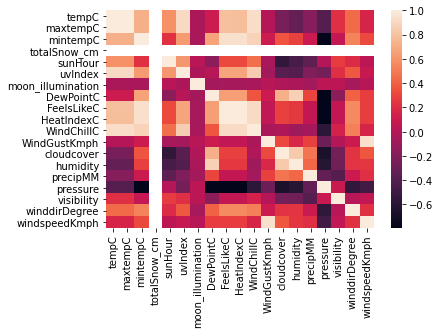 tempC
maxtempC
mintempC
totalSnow_cm
sunHour
uvIndex
moon_illumination
DewPointC
FeelsLikeC
HeatIndexC
WindChillC
WindGustKmph
cloudcover
humidity
precipMM
pressure
visibility
winddirDegree
windspeedKmph
tempC
maxtempC
mintempC
totalSnow_cm
sunHour
uvIndex
moon_illumination
DewPointC
FeelsLikeC
HeatIndexC
WindChillC
WindGustKmph
cloudcover
humidity
precipMM
pressure
visibility
winddirDegree
windspeedKmph
1.0
0.8
0.6
0.4
0.2
0.0
−0.2
−0.4
−0.6